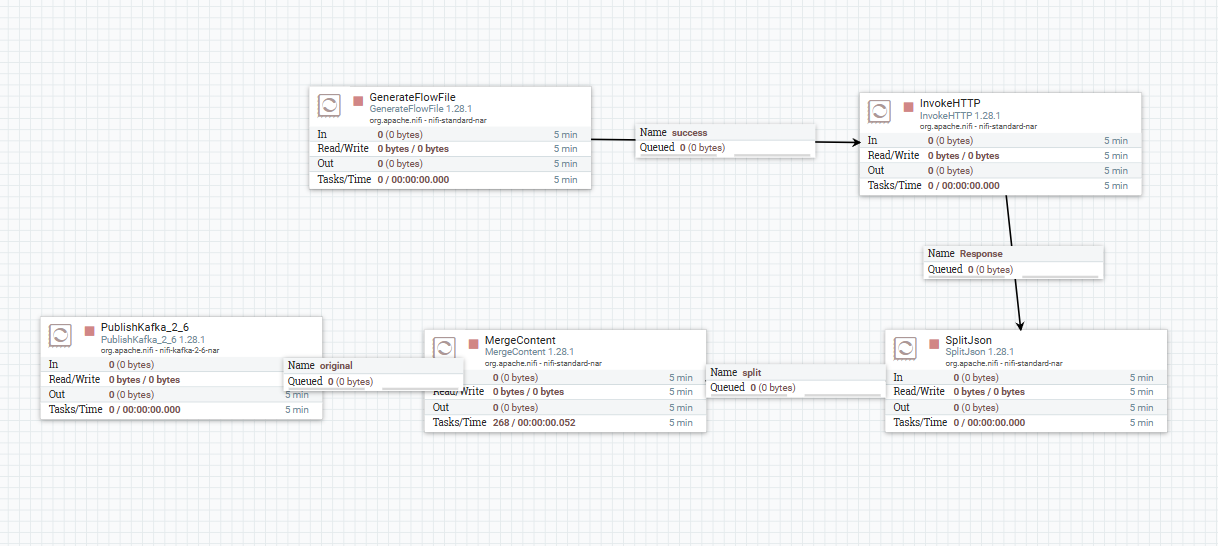 GenerateFlowFile
GenerateFlowFile 1.28.1
org.apache.nifi - nifi-standard-nar
In 0 (0 bytes) 5 min
Read/Write 0 bytes / 0 bytes 5 min
Out 0 (0 bytes) 5 min
Tasks/Time 0 / 00:00:00.000 5 min
Name success
Queued 0 (0 bytes)
InvokeHTTP
InvokeHTTP 1.28.1
org.apache.nifi - nifi-standard-nar
In 0 (0 bytes) 5 min
Read/Write 0 bytes / 0 bytes 5 min
Out 0 (0 bytes) 5 min
Tasks/Time 0 / 00:00:00.000 5 min
Name Response
Queued 0 (0 bytes)
PublishKafka_2_6
PublishKafka_2_6 1.28.1
org.apache.nifi - nifi-kafka-2-6-nar
In 0 (0 bytes)
Read/Write 0 bytes / 0 bytes
Out 0 (0 bytes) 5 min
Tasks/Time 0 / 00:00:00.000 5 min
Name original
Queued 0 (0 bytes)
MergeContent
MergeContent 1.28.1
org.apache.nifi - nifi-standard-nar
0 (0 bytes) 5 min
Read/Write 0 bytes / 0 bytes 5 min
Out 0 (0 bytes) 5 min
Tasks/Time 268 / 00:00:00.052 5 min
Name split
Queued 0 (0 bytes)
SplitJson
SplitJson 1.28.1
org.apache.nifi - nifi-standard-nar
In 0 (0 bytes) 5 min
Read/Write 0 bytes / 0 bytes 5 min
Out 0 (0 bytes) 5 min
Tasks/Time 0 / 00:00:00.000 5 min